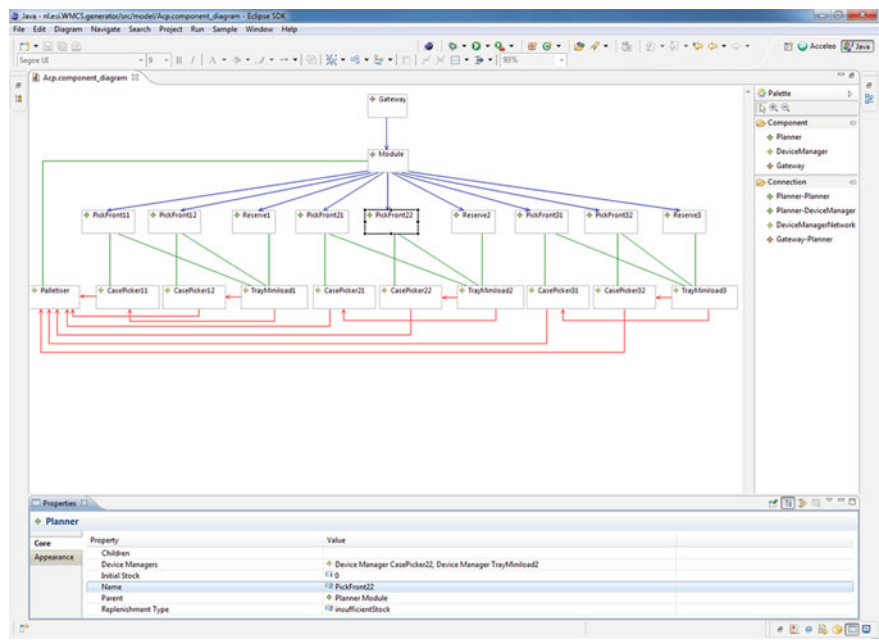 Java - nl.esi.WMCS.generator/src/model/Acp.component_diagram - Eclipse SDK
File Edit Diagram Navigate Search Project Run Sample Window Help
Acceleo Java
Segoe UI 9 A 93%
Acp.component_diagram
Gateway
Module
PickFront11 PickFront12 Reserve1 PickFront21 PickFront22 Reserve2 PickFront31 PickFront32 Reserve3
Palletiser CasePicker11 CasePicker12 TrayMiniload1 CasePicker21 CasePicker22 TrayMiniload2 CasePicker31 CasePicker32 TrayMiniload3
Palette
Component
Planner
DeviceManager
Gateway
Connection
Planner-Planner
Planner-DeviceManager
DeviceManagerNetwork
Gateway-Planner
Properties
Planner
Core
Appearance
Property Value
Children
Device Managers Device Manager CasePicker22, Device Manager TrayMiniload2
Initial Stock 0
Name PickFront22
Parent Planner Module
Replenishment Type insufficientStock